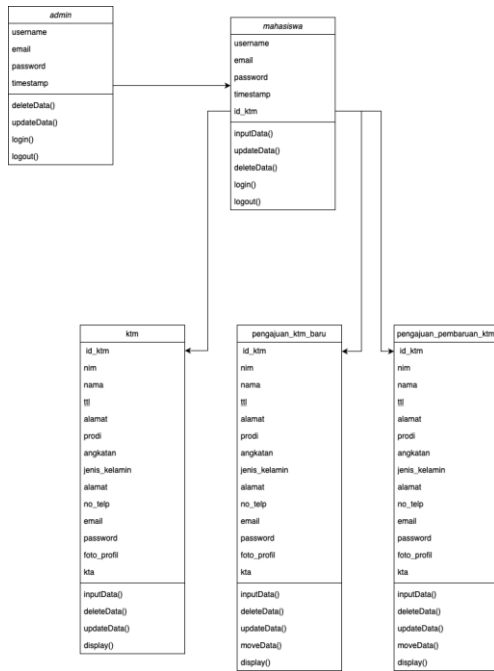 admin
username
email
password
timestamp
deleteData()
updateData()
login()
logout()
mahasiswa
username
email
password
timestamp
id_ktm
inputData()
updateData()
deleteData()
login()
logout()
ktm
id_ktm
nim
nama
ttl
alamat
prodi
angkatan
jenis_kelamin
alamat
no_telp
email
password
foto_profil
kta
inputData()
deleteData()
updateData()
display()
pengajuan_ktm_baru
id_ktm
nim
nama
ttl
alamat
prodi
angkatan
jenis_kelamin
alamat
no_telp
email
password
foto_profil
kta
inputData()
deleteData()
updateData()
moveData()
display()
pengajuan_pembaruan_ktm
id_ktm
nim
nama
ttl
alamat
prodi
angkatan
jenis_kelamin
alamat
no_telp
email
password
foto_profil
kta
inputData()
deleteData()
updateData()
moveData()
display()